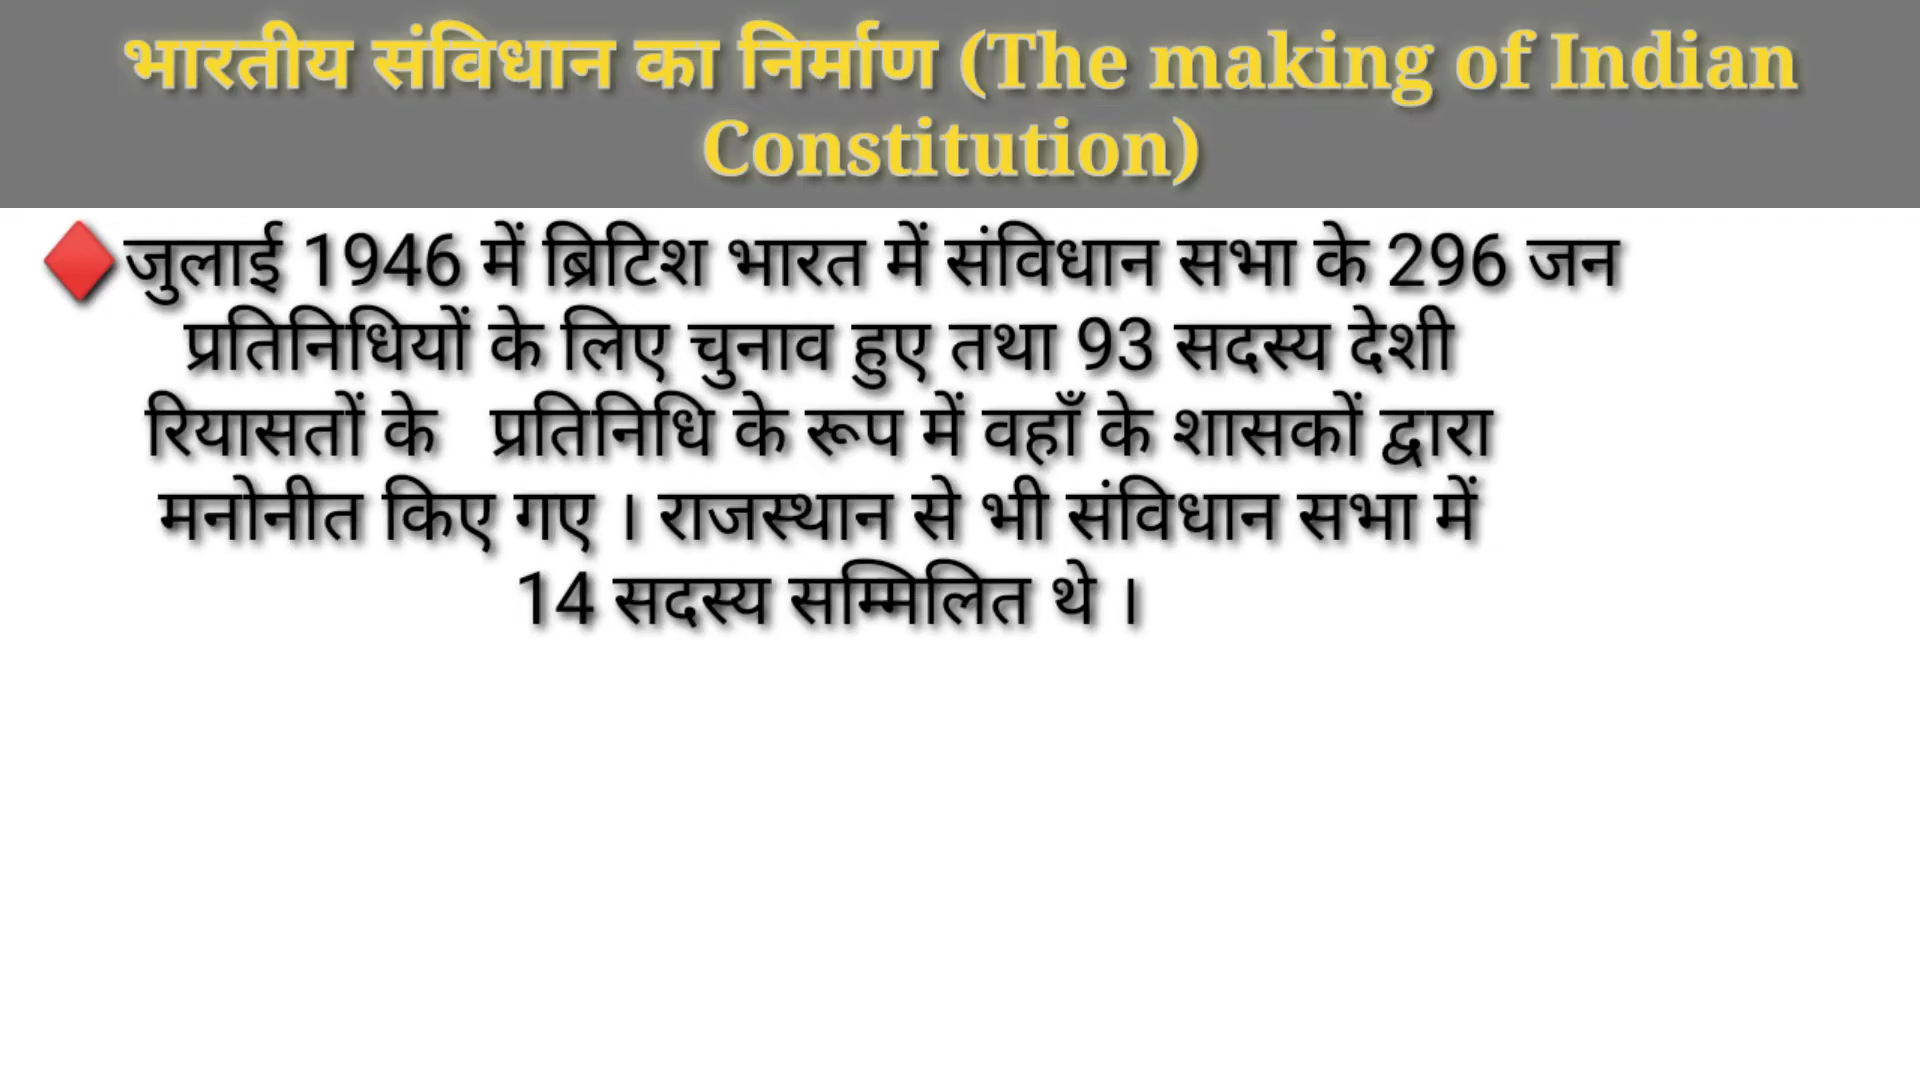 भारतीय संविधान का निर्माण (The making of Indian
Constitution)
♦जुलाई 1946 में ब्रिटिश भारत में संविधान सभा के 296 जन
प्रतिनिधियों के लिए चुनाव हुए तथा 93 सदस्य देशी
रियासतों के   प्रतिनिधि के रूप में वहाँ के शासकों द्वारा
मनोनीत किए गए । राजस्थान से भी संविधान सभा में
14 सदस्य सम्मिलित थे ।